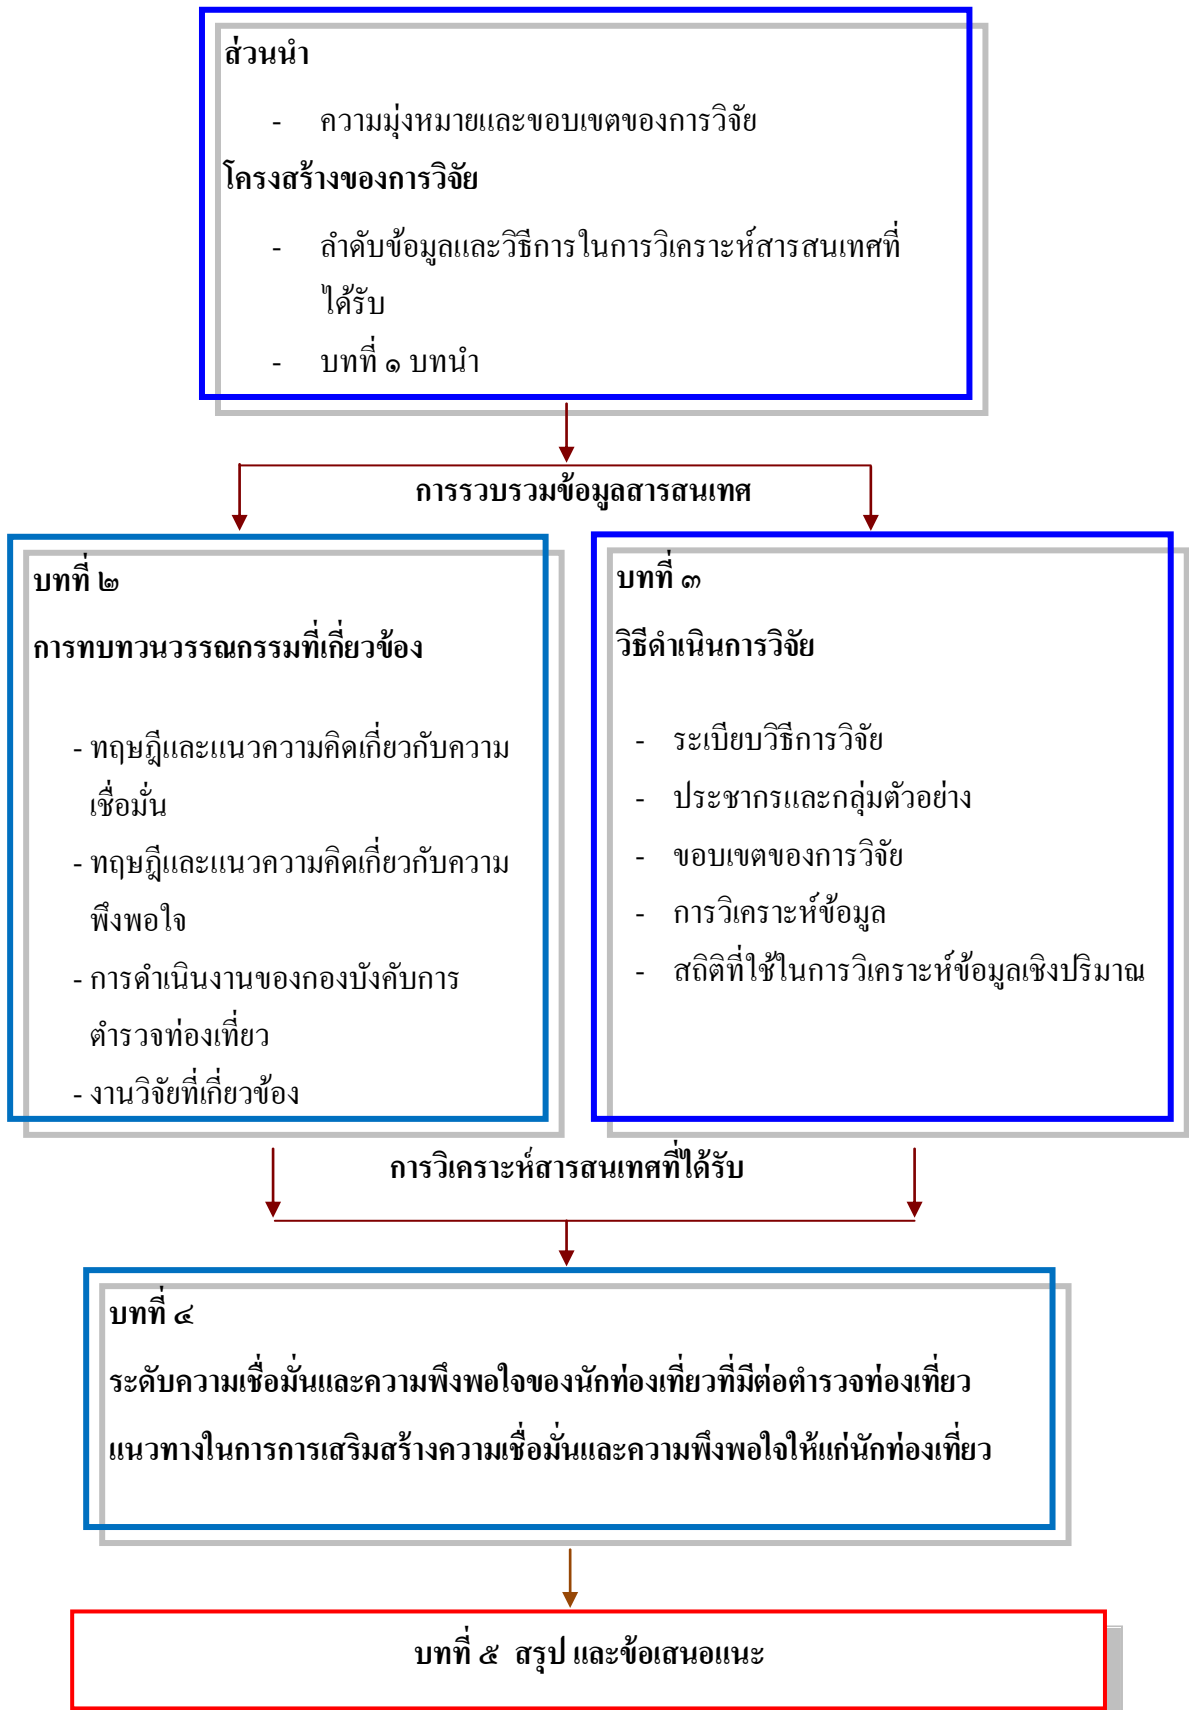 ส่วนนำ
- ความมุ่งหมายและขอบเขตของการวิจัย
โครงสร้างของการวิจัย
- ลำดับข้อมูลและวิธีการในการวิเคราะห์สารสนเทศที่
ได้รับ
- บทที่ ๑ บทนำ
การรวบรวมข้อมูลสารสนเทศ
บทที่ ๒
การทบทวนวรรณกรรมที่เกี่ยวข้อง
- ทฤษฎีและแนวความคิดเกี่ยวกับความ
เชื่อมั่น
- ทฤษฎีและแนวความคิดเกี่ยวกับความ
พึงพอใจ
- การดำเนินงานของกองบังคับการ
ตำรวจท่องเที่ยว
- งานวิจัยที่เกี่ยวข้อง
บทที่ ๓
วิธีดำเนินการวิจัย
- ระเบียบวิธีการวิจัย
- ประชากรและกลุ่มตัวอย่าง
- ขอบเขตของการวิจัย
- การวิเคราะห์ข้อมูล
- สถิติที่ใช้ในการวิเคราะห์ข้อมูลเชิงปริมาณ
การวิเคราะห์สารสนเทศที่ได้รับ
บทที่ ๔
ระดับความเชื่อมั่นและความพึงพอใจของนักท่องเที่ยวที่มีต่อตำรวจท่องเที่ยว
แนวทางในการการเสริมสร้างความเชื่อมั่นและความพึงพอใจให้แก่นักท่องเที่ยว
บทที่ ๕ สรุป และข้อเสนอแนะ